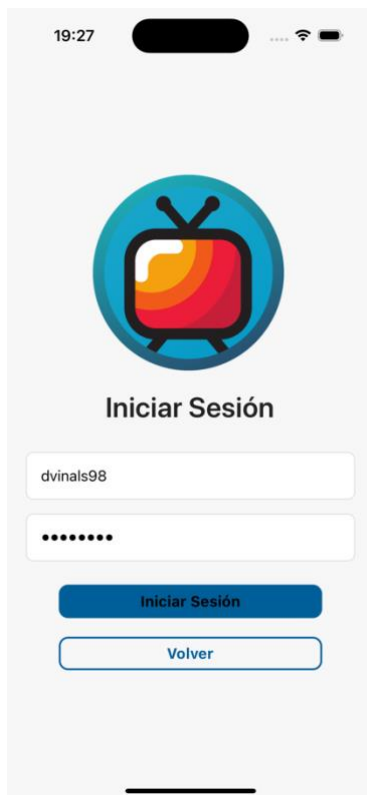 19:27
Iniciar Sesión
dvinals98
••••••••
Iniciar Sesión
Volver